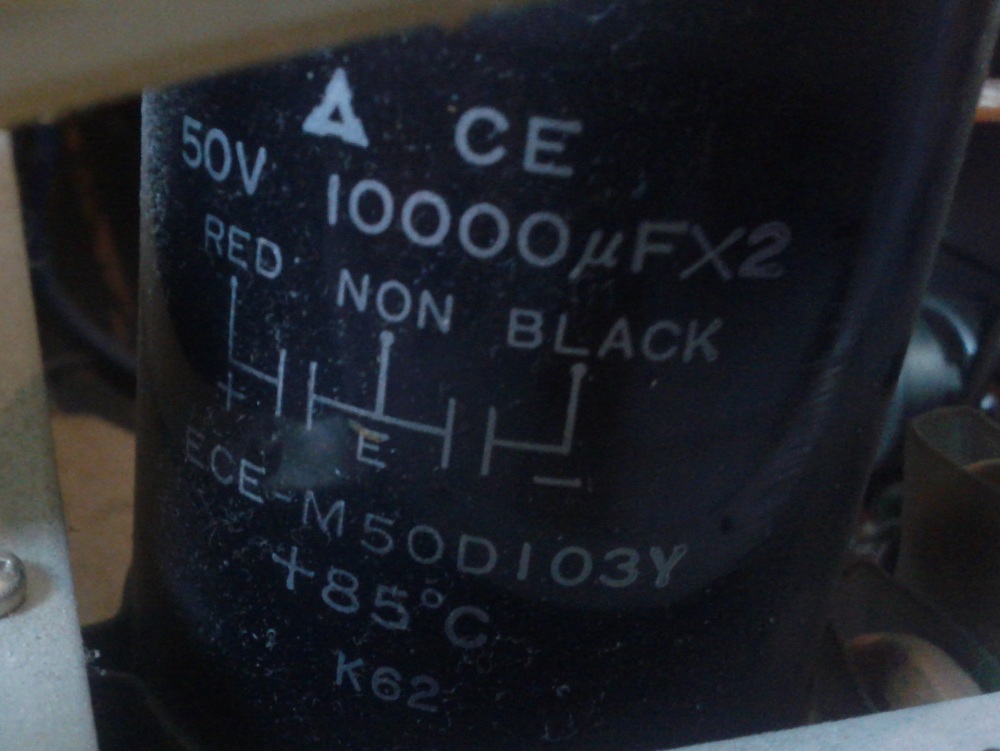 CE
50V 10000µFX2
RED NON BLACK
+ E −
ECE-M50D103Y
+85°C
K62